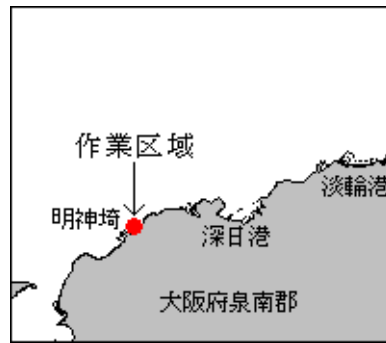 作業区域
淡輪港
明神埼
深日港
大阪府泉南郡